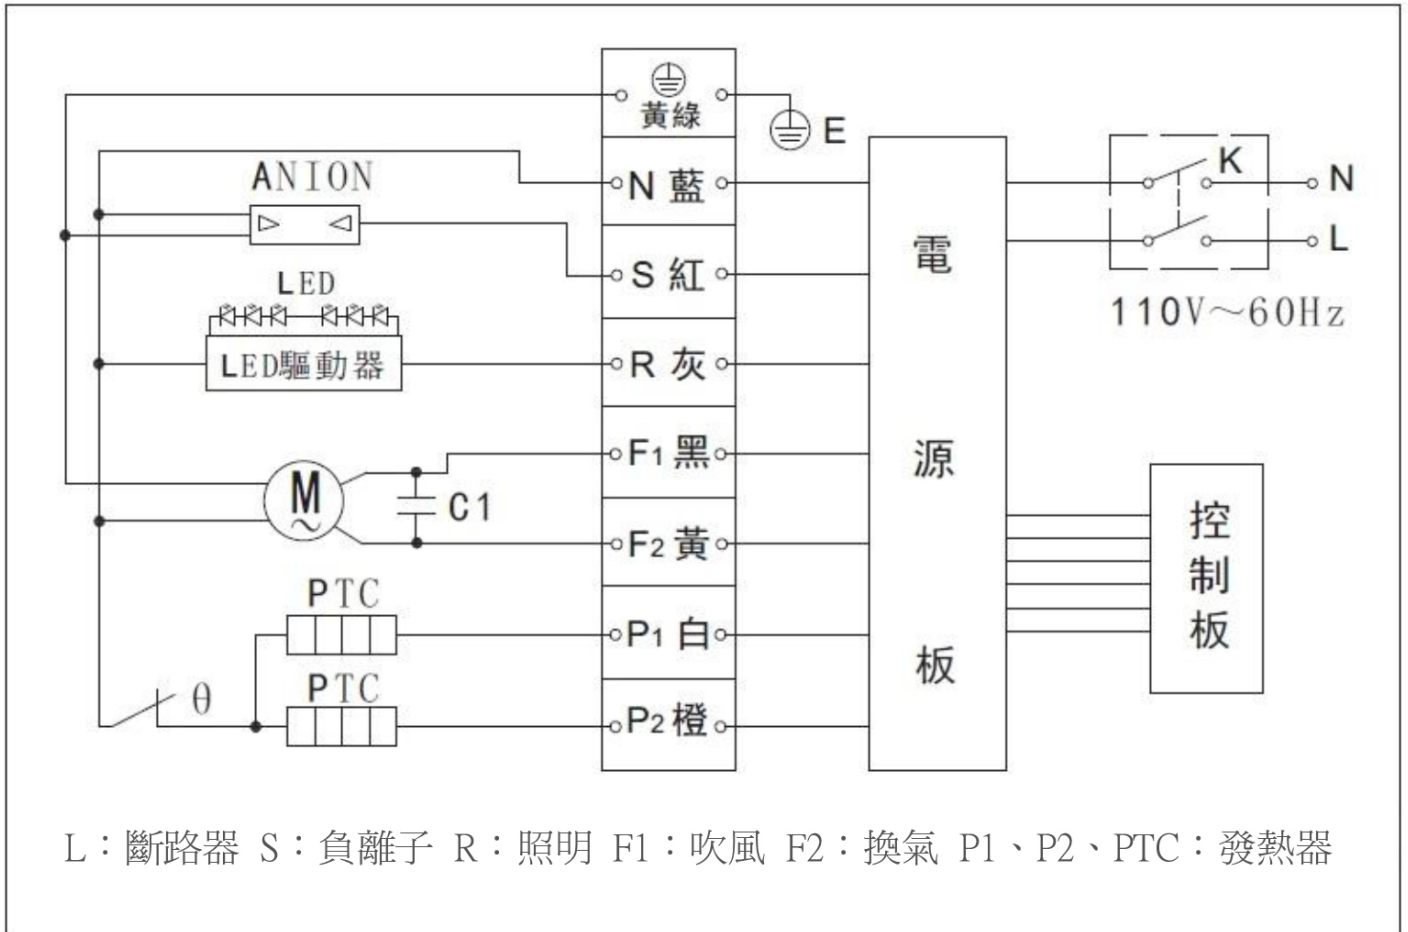 黃綠
E
ANION
N 藍
K
N
S 紅
L
LED
110V～60Hz
LED驅動器
R 灰
電源板
F1 黑
M
～
C1
F2 黃
控制板
PTC
P1 白
PTC
θ
P2 橙
L：斷路器 S：負離子 R：照明 F1：吹風 F2：換氣 P1、P2、PTC：發熱器